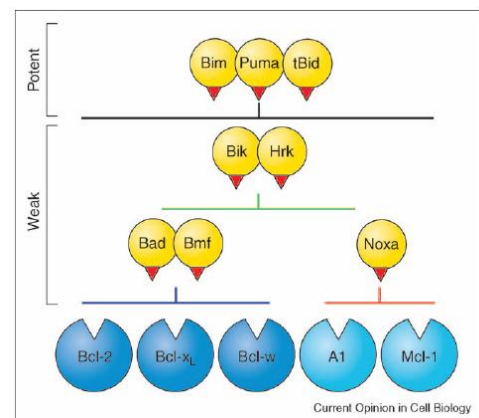 Potent
Bim Puma tBid
Weak
Bik Hrk
Bad Bmf Noxa
Bcl-2 Bcl-xL Bcl-w A1 Mcl-1
Current Opinion in Cell Biology